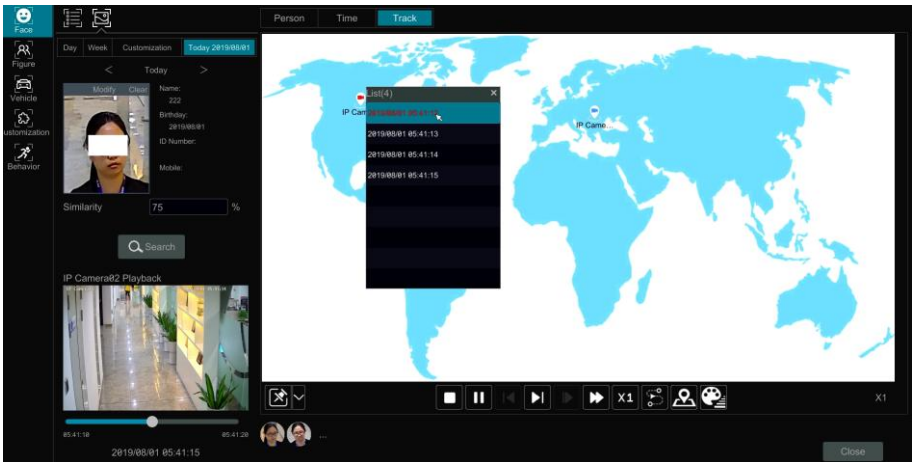 Face
Figure
Vehicle
ustomization
Behavior
Day Week Customization Today 2019/08/01
< Today >
Modify Clear
Name:
222
Birthday:
2019/08/01
ID Number:
Mobile:
Similarity 75 %
Search
IP Camera02 Playback
05:41:10 05:41:20
2019/08/01 05:41:15
Person Time Track
List(4) ×
IP Cam
2019/08/01 05:41:13
2019/08/01 05:41:14
2019/08/01 05:41:15
IP Came...
X1
X1
...
Close